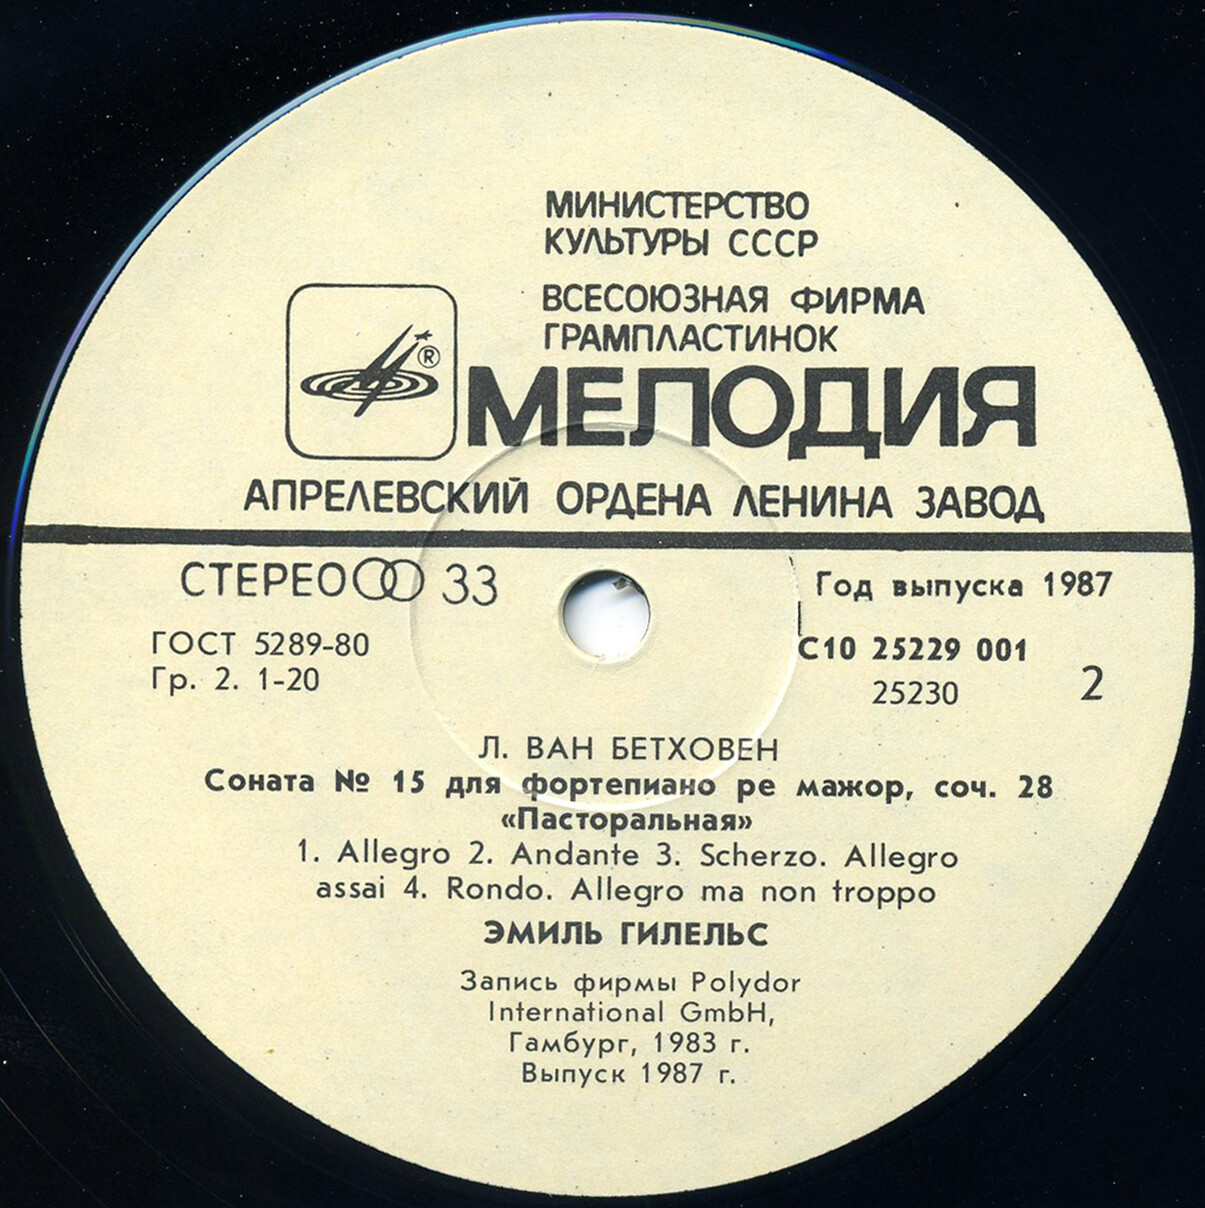 МИНИСТЕРСТВО
КУЛЬТУРЫ СССР
ВСЕСОЮЗНАЯ ФИРМА
ГРАМПЛАСТИНОК
®
МЕЛОДИЯ
АПРЕЛЕВСКИЙ ОРДЕНА ЛЕНИНА ЗАВОД
СТЕРЕО 33
Год выпуска 1987
ГОСТ 5289-80
Гр. 2. 1-20
С10 25229 001
25230
2
Л. ВАН БЕТХОВЕН
Соната № 15 для фортепиано ре мажор, соч. 28
«Пасторальная»
1. Allegro 2. Andante 3. Scherzo. Allegro
assai 4. Rondo. Allegro ma non troppo
ЭМИЛЬ ГИЛЕЛЬС
Запись фирмы Polydor
International GmbH,
Гамбург, 1983 г.
Выпуск 1987 г.